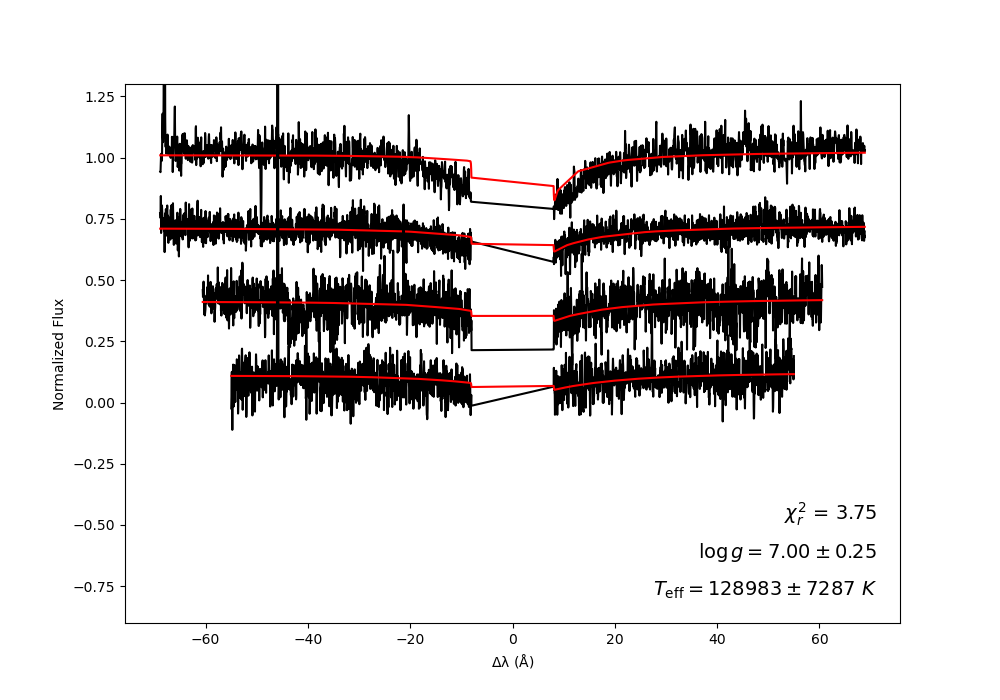 1.25
1.00
0.75
0.50
0.25
0.00
−0.25
−0.50
−0.75
Normalized Flux
χ²ᵣ = 3.75
log g = 7.00 ± 0.25
T_eff = 128983 ± 7287 K
−60 −40 −20 0 20 40 60
Δλ (Å)